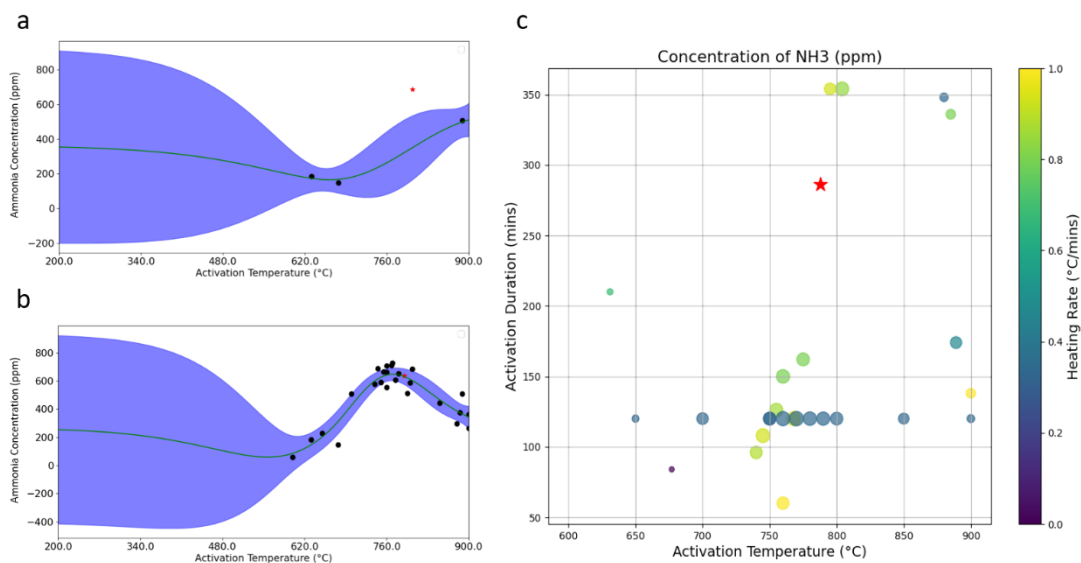 a
800
600
400
200
0
−200
200.0 340.0 480.0 620.0 760.0 900.0
Activation Temperature (°C)
Ammonia Concentration (ppm)
b
800
600
400
200
0
−200
−400
200.0 340.0 480.0 620.0 760.0 900.0
Activation Temperature (°C)
Ammonia Concentration (ppm)
c
Concentration of NH3 (ppm)
350
300
250
200
150
100
50
600 650 700 750 800 850 900
Activation Temperature (°C)
Activation Duration (mins)
1.0
0.8
0.6
0.4
0.2
0.0
Heating Rate (°C/mins)